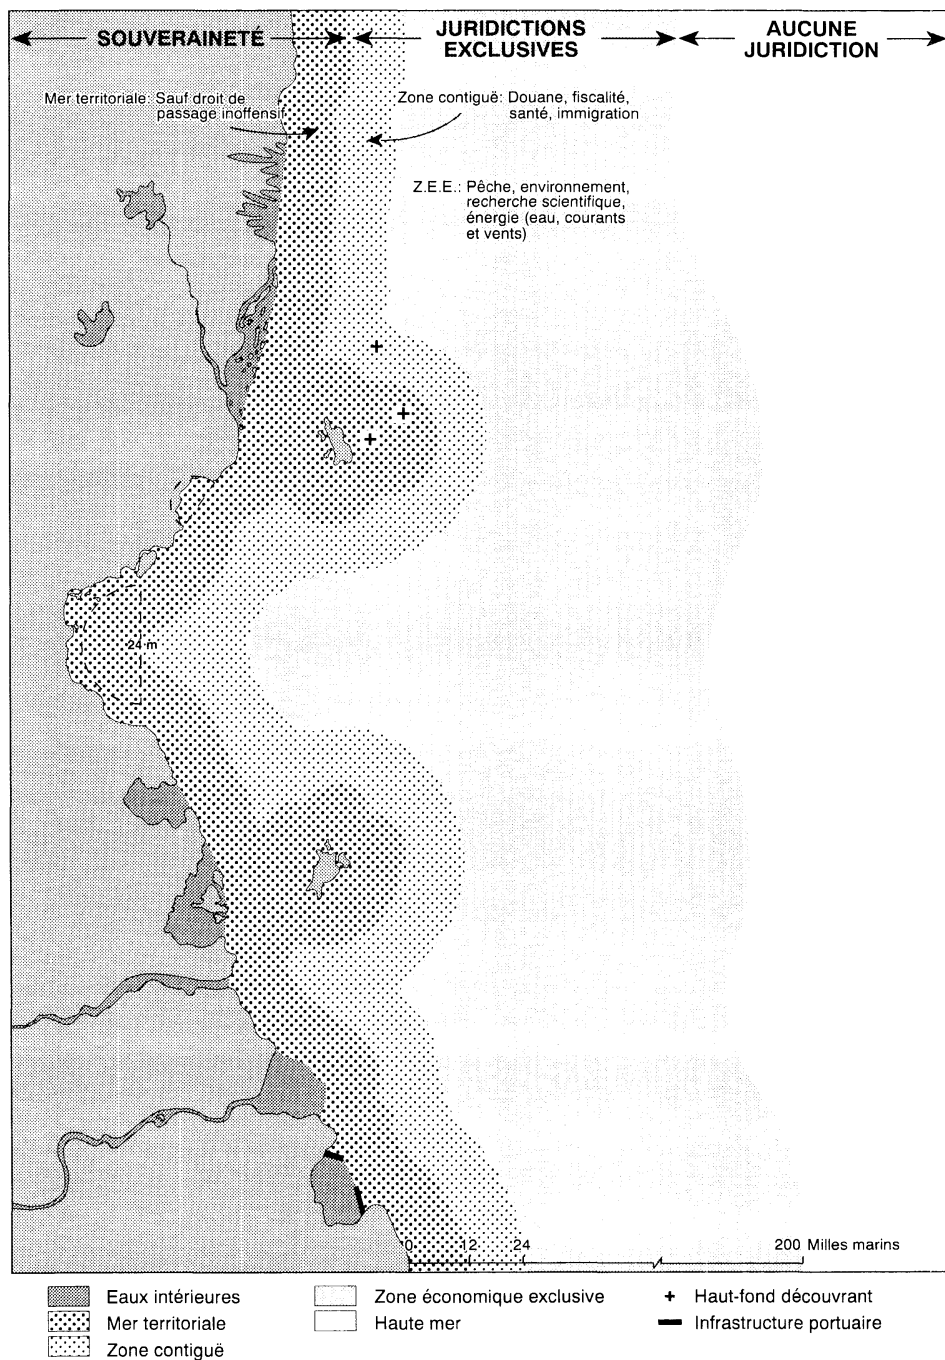 SOUVERAINETÉ
JURIDICTIONS
EXCLUSIVES
AUCUNE
JURIDICTION
Mer territoriale: Sauf droit de
passage inoffensif
Zone contiguë: Douane, fiscalité,
santé, immigration
Z.E.E.: Pêche, environnement,
recherche scientifique,
énergie (eau, courants
et vents)
24 m
0 12 24 200 Milles marins
Eaux intérieures
Mer territoriale
Zone contiguë
Zone économique exclusive
Haute mer
Haut-fond découvrant
Infrastructure portuaire